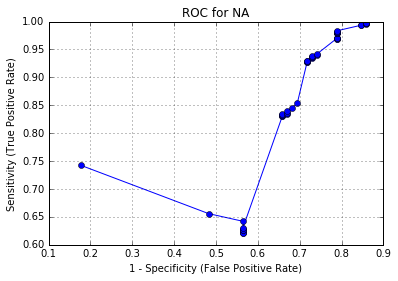 ROC for NA
1.00
0.95
0.90
0.85
0.80
0.75
0.70
0.65
0.60
Sensitivity (True Positive Rate)
0.1 0.2 0.3 0.4 0.5 0.6 0.7 0.8 0.9
1 - Specificity (False Positive Rate)